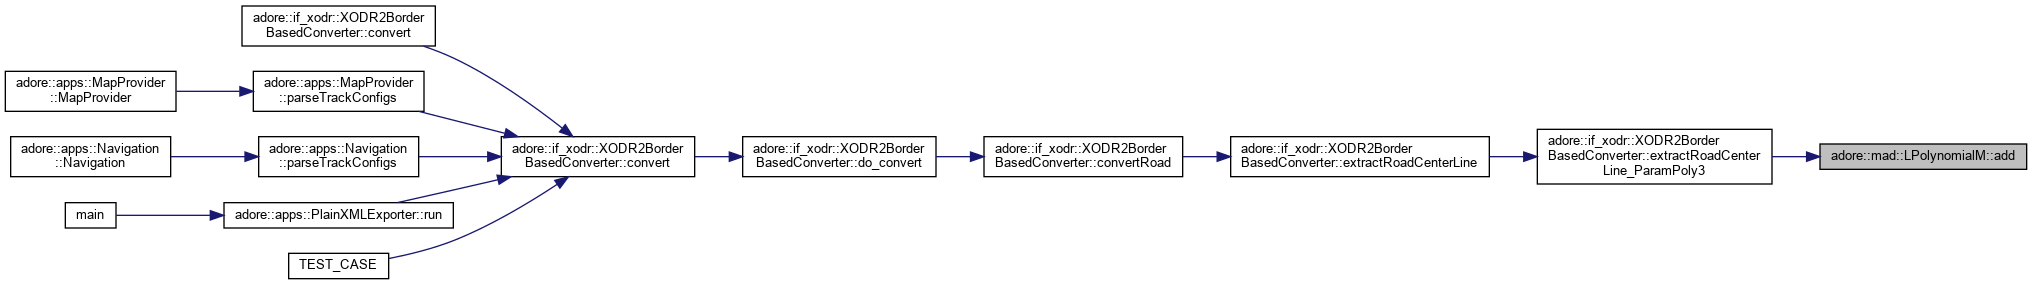 adore::if_xodr::XODR2Border
BasedConverter::convert
adore::apps::MapProvider
::MapProvider
adore::apps::MapProvider
::parseTrackConfigs
adore::apps::Navigation
::Navigation
adore::apps::Navigation
::parseTrackConfigs
main
adore::apps::PlainXMLExporter::run
TEST_CASE
adore::if_xodr::XODR2Border
BasedConverter::convert
adore::if_xodr::XODR2Border
BasedConverter::do_convert
adore::if_xodr::XODR2Border
BasedConverter::convertRoad
adore::if_xodr::XODR2Border
BasedConverter::extractRoadCenterLine
adore::if_xodr::XODR2Border
BasedConverter::extractRoadCenter
Line_ParamPoly3
adore::mad::LPolynomialM::add